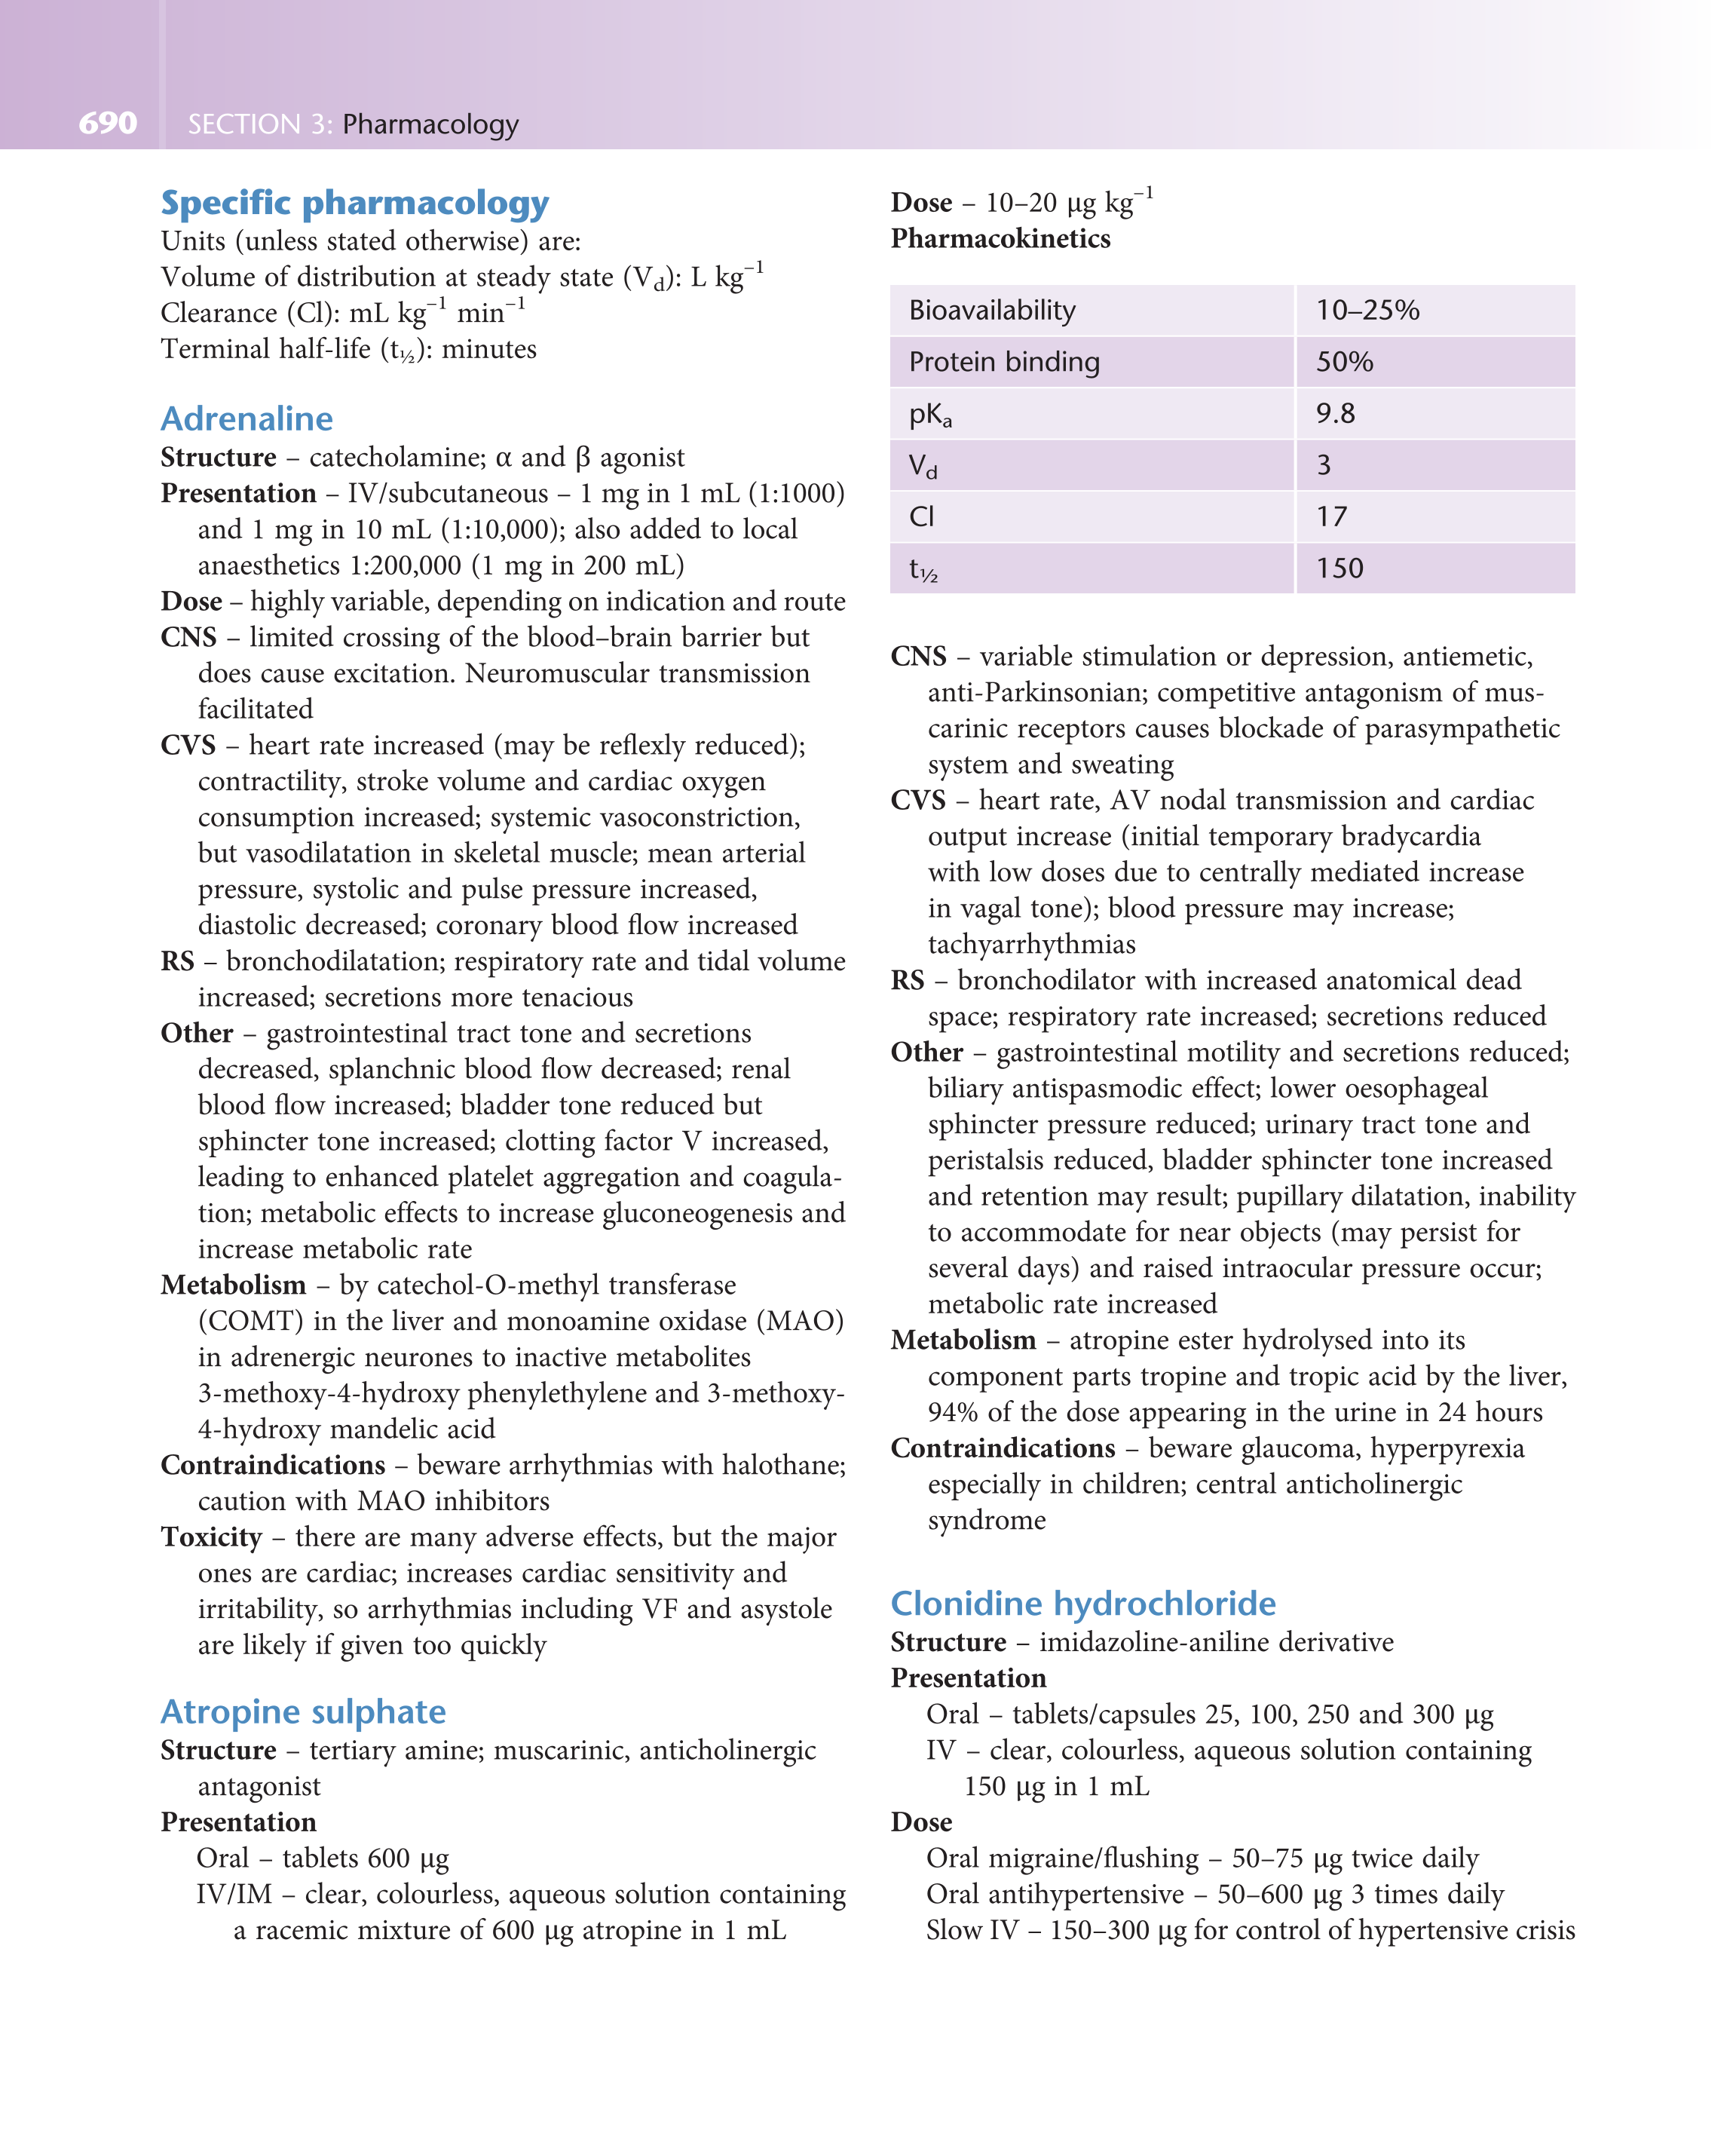 690 SECTION 3: Pharmacology
Specific pharmacology
Units (unless stated otherwise) are:
Volume of distribution at steady state (Vd): L kg⁻¹
Clearance (Cl): mL kg⁻¹ min⁻¹
Terminal half-life (t½): minutes
Adrenaline
Structure – catecholamine; α and β agonist
Presentation – IV/subcutaneous – 1 mg in 1 mL (1:1000)
and 1 mg in 10 mL (1:10,000); also added to local
anaesthetics 1:200,000 (1 mg in 200 mL)
Dose – highly variable, depending on indication and route
CNS – limited crossing of the blood–brain barrier but
does cause excitation. Neuromuscular transmission
facilitated
CVS – heart rate increased (may be reflexly reduced);
contractility, stroke volume and cardiac oxygen
consumption increased; systemic vasoconstriction,
but vasodilatation in skeletal muscle; mean arterial
pressure, systolic and pulse pressure increased,
diastolic decreased; coronary blood flow increased
RS – bronchodilatation; respiratory rate and tidal volume
increased; secretions more tenacious
Other – gastrointestinal tract tone and secretions
decreased, splanchnic blood flow decreased; renal
blood flow increased; bladder tone reduced but
sphincter tone increased; clotting factor V increased,
leading to enhanced platelet aggregation and coagula-
tion; metabolic effects to increase gluconeogenesis and
increase metabolic rate
Metabolism – by catechol-O-methyl transferase
(COMT) in the liver and monoamine oxidase (MAO)
in adrenergic neurones to inactive metabolites
3-methoxy-4-hydroxy phenylethylene and 3-methoxy-
4-hydroxy mandelic acid
Contraindications – beware arrhythmias with halothane;
caution with MAO inhibitors
Toxicity – there are many adverse effects, but the major
ones are cardiac; increases cardiac sensitivity and
irritability, so arrhythmias including VF and asystole
are likely if given too quickly
Atropine sulphate
Structure – tertiary amine; muscarinic, anticholinergic
antagonist
Presentation
Oral – tablets 600 µg
IV/IM – clear, colourless, aqueous solution containing
a racemic mixture of 600 µg atropine in 1 mL
Dose – 10–20 µg kg⁻¹
Pharmacokinetics
Bioavailability 10–25%
Protein binding 50%
pKa 9.8
Vd 3
Cl 17
t½ 150
CNS – variable stimulation or depression, antiemetic,
anti-Parkinsonian; competitive antagonism of mus-
carinic receptors causes blockade of parasympathetic
system and sweating
CVS – heart rate, AV nodal transmission and cardiac
output increase (initial temporary bradycardia
with low doses due to centrally mediated increase
in vagal tone); blood pressure may increase;
tachyarrhythmias
RS – bronchodilator with increased anatomical dead
space; respiratory rate increased; secretions reduced
Other – gastrointestinal motility and secretions reduced;
biliary antispasmodic effect; lower oesophageal
sphincter pressure reduced; urinary tract tone and
peristalsis reduced, bladder sphincter tone increased
and retention may result; pupillary dilatation, inability
to accommodate for near objects (may persist for
several days) and raised intraocular pressure occur;
metabolic rate increased
Metabolism – atropine ester hydrolysed into its
component parts tropine and tropic acid by the liver,
94% of the dose appearing in the urine in 24 hours
Contraindications – beware glaucoma, hyperpyrexia
especially in children; central anticholinergic
syndrome
Clonidine hydrochloride
Structure – imidazoline-aniline derivative
Presentation
Oral – tablets/capsules 25, 100, 250 and 300 µg
IV – clear, colourless, aqueous solution containing
150 µg in 1 mL
Dose
Oral migraine/flushing – 50–75 µg twice daily
Oral antihypertensive – 50–600 µg 3 times daily
Slow IV – 150–300 µg for control of hypertensive crisis